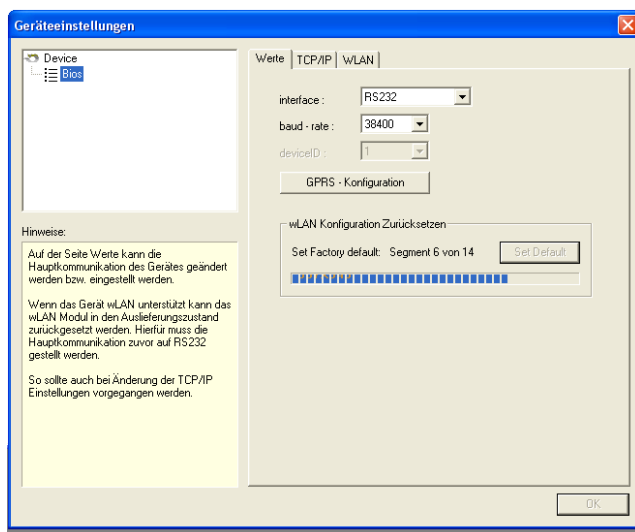 Geräteeinstellungen
Device
Bios
Hinweise:
Auf der Seite Werte kann die
Hauptkommunikation des Gerätes geändert
werden bzw. eingestellt werden.
Wenn das Gerät wLAN unterstützt kann das
wLAN Modul in den Auslieferungszustand
zurückgesetzt werden. Hierfür muss die
Hauptkommunikation zuvor auf RS232
gestellt werden.
So sollte auch bei Änderung der TCP/IP
Einstellungen vorgegangen werden.
Werte TCP/IP WLAN
interface : RS232
baud - rate : 38400
deviceID : 1
GPRS - Konfiguration
wLAN Konfiguration Zurücksetzen
Set Factory default: Segment 6 von 14 Set Default
OK